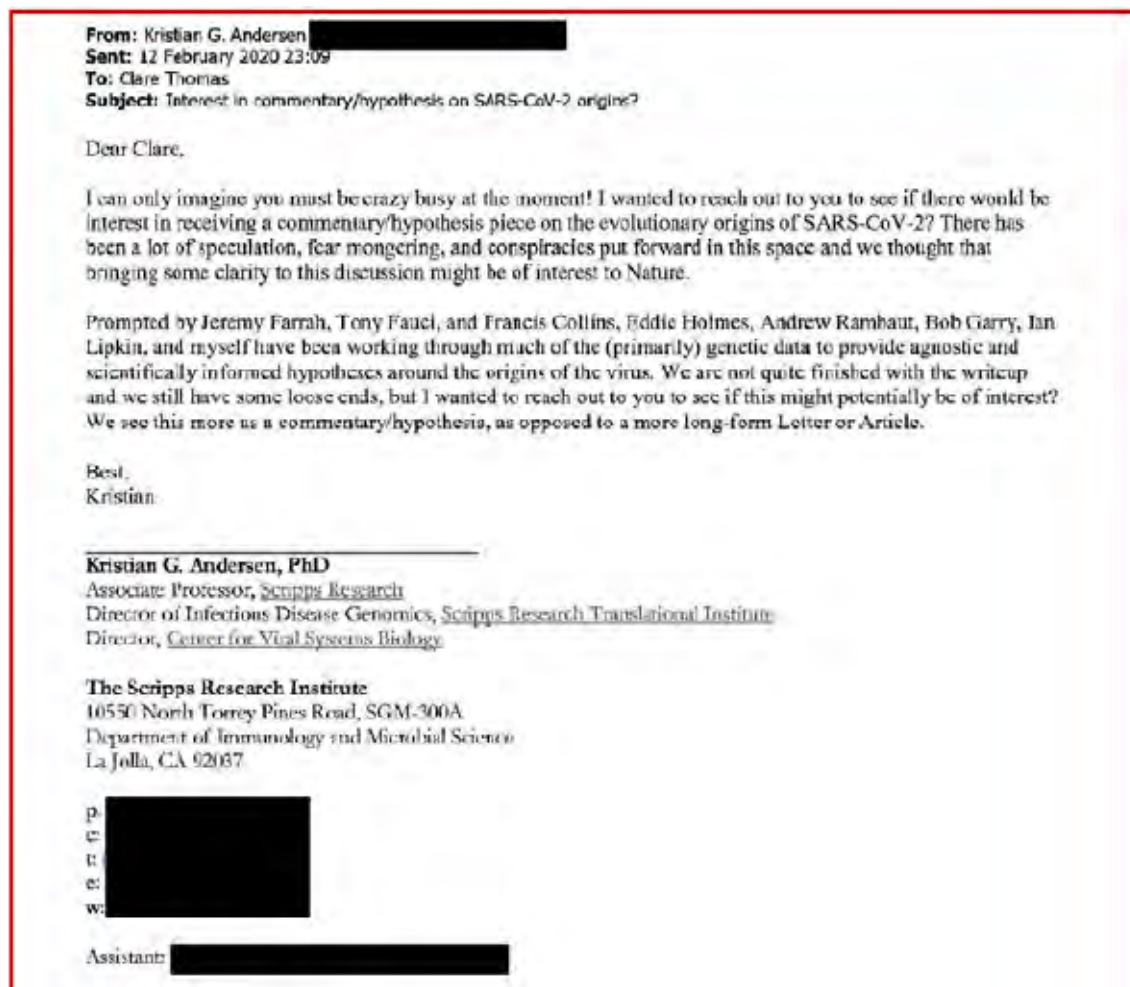 From: Kristian G. Andersen
Sent: 12 February 2020 23:09
To: Clare Thomas
Subject: Interest in commentary/hypothesis on SARS-CoV-2 origins?
Dear Clare,
I can only imagine you must be crazy busy at the moment! I wanted to reach out to you to see if there would be
interest in receiving a commentary/hypothesis piece on the evolutionary origins of SARS-CoV-2? There has
been a lot of speculation, fear mongering, and conspiracies put forward in this space and we thought that
bringing some clarity to this discussion might be of interest to Nature.
Prompted by Jeremy Farrah, Tony Fauci, and Francis Collins, Eddie Holmes, Andrew Rambaut, Bob Garry, Ian
Lipkin, and myself have been working through much of the (primarily) genetic data to provide agnostic and
scientifically informed hypotheses around the origins of the virus. We are not quite finished with the writeup
and we still have some loose ends, but I wanted to reach out to you to see if this might potentially be of interest?
We see this more as a commentary/hypothesis, as opposed to a more long-form Letter or Article.
Best,
Kristian
Kristian G. Andersen, PhD
Associate Professor, Scripps Research
Director of Infectious Disease Genomics, Scripps Research Translational Institute
Director, Center for Viral Systems Biology
The Scripps Research Institute
10550 North Torrey Pines Road, SGM-300A
Department of Immunology and Microbial Science
La Jolla, CA 92037
p:
c:
t:
e:
w:
Assistant: